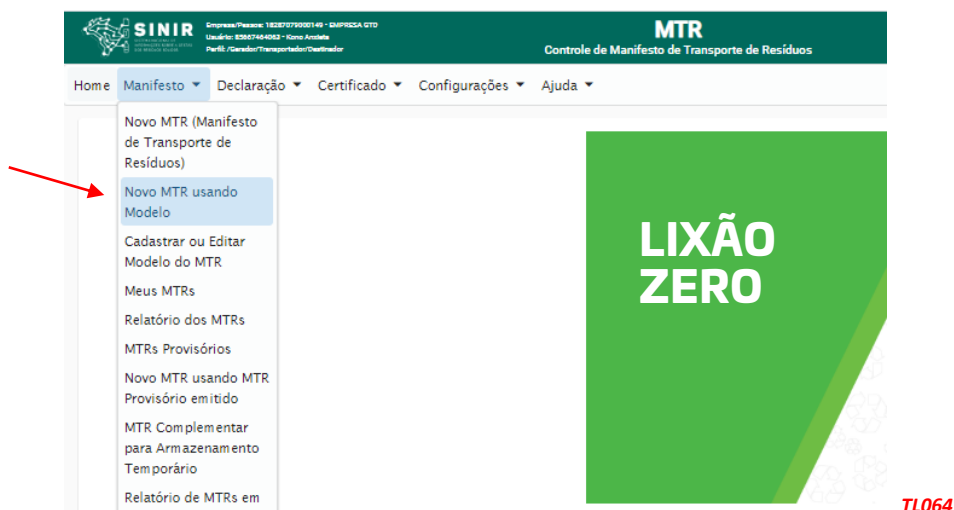 SINIR
Empresa/Pessoa: 18287079000149 - EMPRESA GTD
Usuário: 83867464053 - Kono Anxieta
Perfil: /Gerador/Transportador/Destinador
MTR
Controle de Manifesto de Transporte de Resíduos
Home Manifesto Declaração Certificado Configurações Ajuda
Novo MTR (Manifesto
de Transporte de
Resíduos)
Novo MTR usando
Modelo
Cadastrar ou Editar
Modelo do MTR
Meus MTRs
Relatório dos MTRs
MTRs Provisórios
Novo MTR usando MTR
Provisório emitido
MTR Complementar
para Armazenamento
Temporário
Relatório de MTRs em
LIXÃO
ZERO
TL064